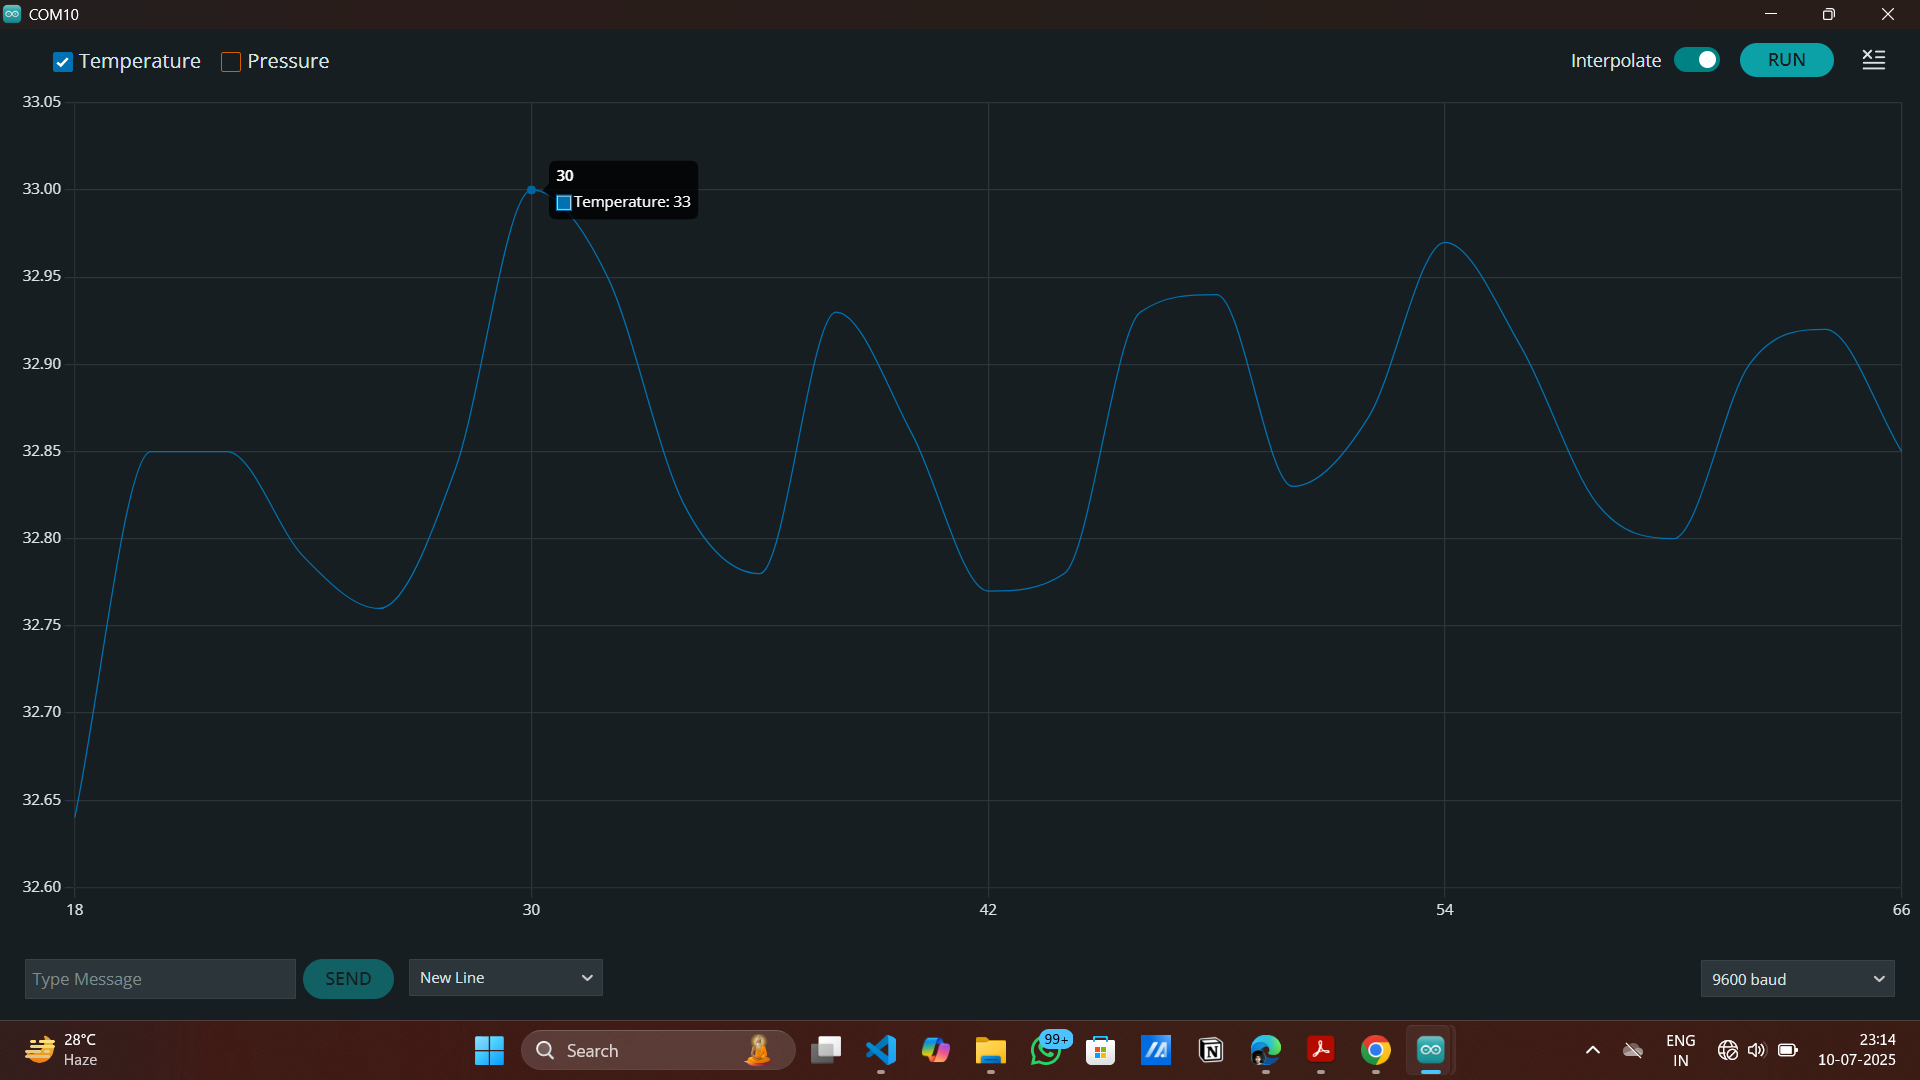 COM10
Temperature Pressure
Interpolate RUN
33.05
33.00
32.95
32.90
32.85
32.80
32.75
32.70
32.65
32.60
30
Temperature: 33
18 30 42 54 66
Type Message SEND New Line 9600 baud
28°C
Haze
Search
99+
ENG
IN
23:14
10-07-2025